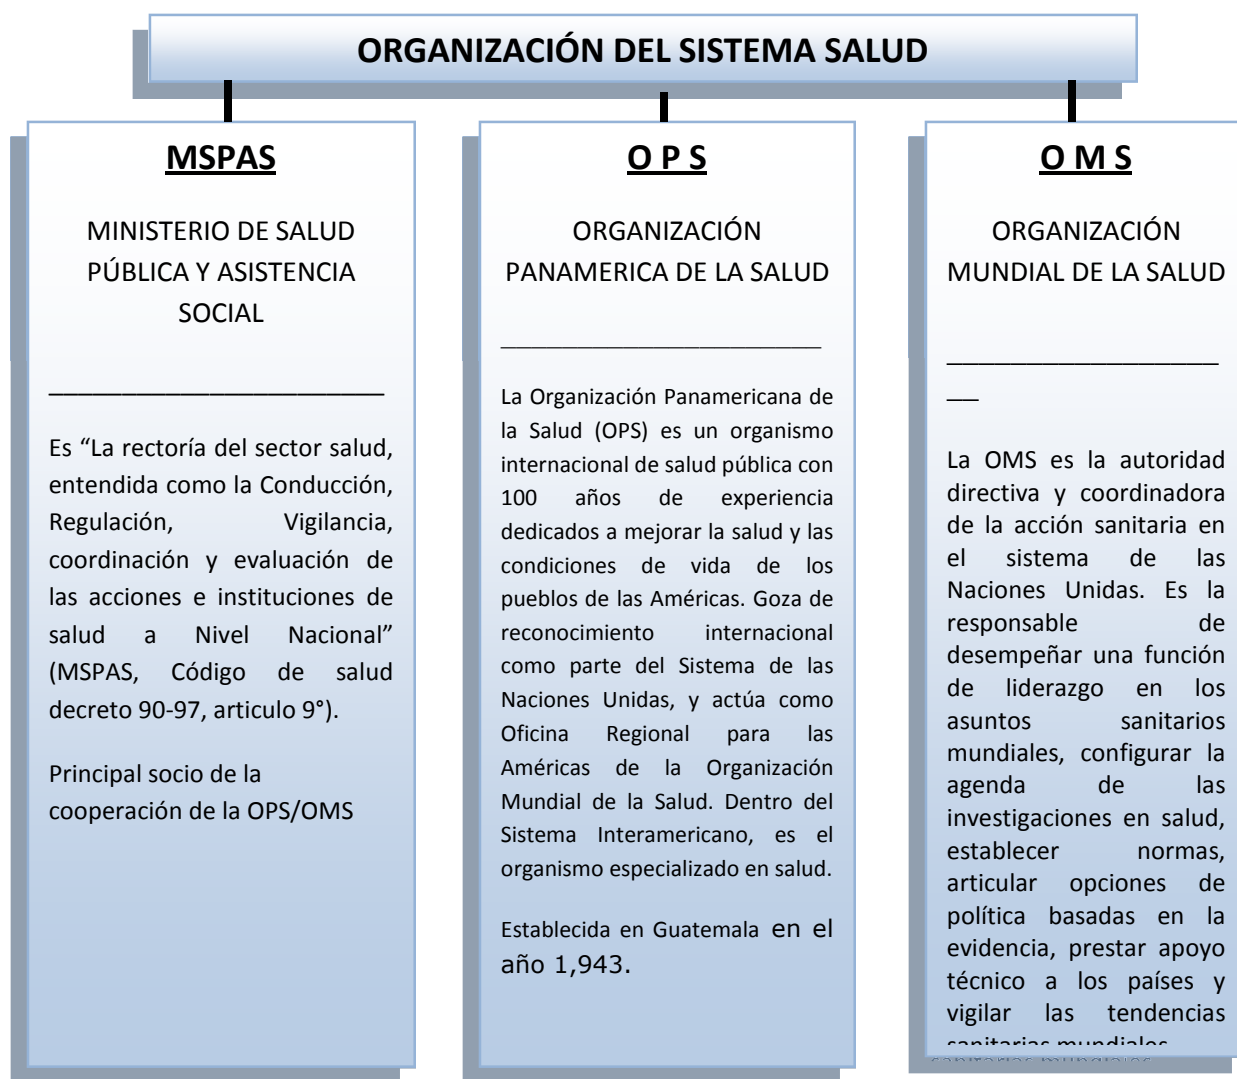 ORGANIZACIÓN DEL SISTEMA SALUD
MSPAS
MINISTERIO DE SALUD
PÚBLICA Y ASISTENCIA
SOCIAL
Es “La rectoría del sector salud,
entendida como la Conducción,
Regulación, Vigilancia,
coordinación y evaluación de
las acciones e instituciones de
salud a Nivel Nacional”
(MSPAS, Código de salud
decreto 90-97, articulo 9°).
Principal socio de la
cooperación de la OPS/OMS
O P S
ORGANIZACIÓN
PANAMERICA DE LA SALUD
La Organización Panamericana de
la Salud (OPS) es un organismo
internacional de salud pública con
100 años de experiencia
dedicados a mejorar la salud y las
condiciones de vida de los
pueblos de las Américas. Goza de
reconocimiento internacional
como parte del Sistema de las
Naciones Unidas, y actúa como
Oficina Regional para las
Américas de la Organización
Mundial de la Salud. Dentro del
Sistema Interamericano, es el
organismo especializado en salud.
Establecida en Guatemala en el
año 1,943.
O M S
ORGANIZACIÓN
MUNDIAL DE LA SALUD
La OMS es la autoridad
directiva y coordinadora
de la acción sanitaria en
el sistema de las
Naciones Unidas. Es la
responsable de
desempeñar una función
de liderazgo en los
asuntos sanitarios
mundiales, configurar la
agenda de las
investigaciones en salud,
establecer normas,
articular opciones de
política basadas en la
evidencia, prestar apoyo
técnico a los países y
vigilar las tendencias
sanitarias mundiales